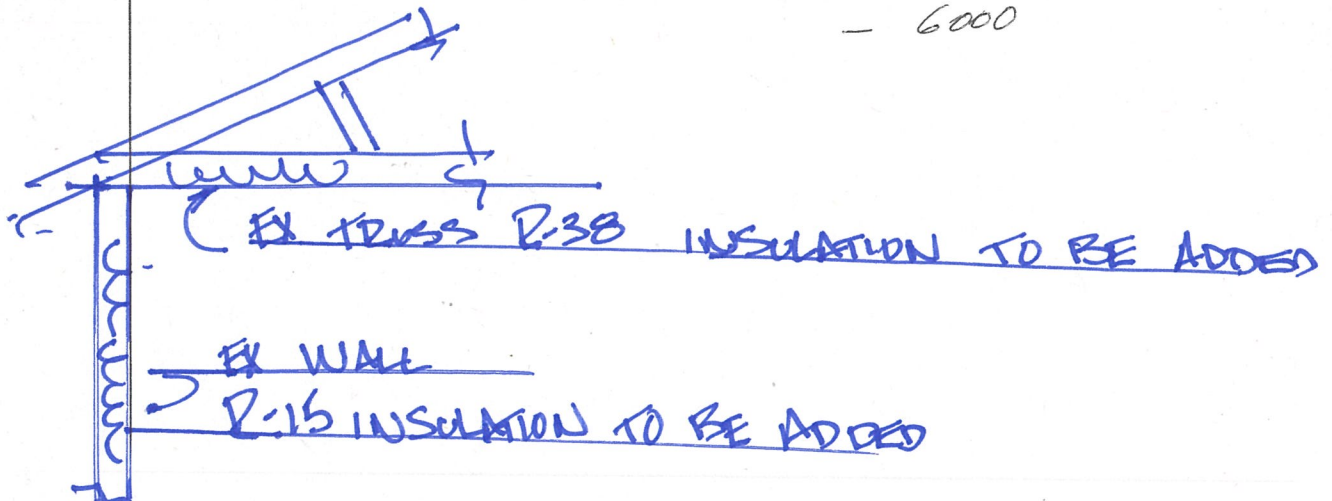 - 6000
EX TRUSS R-38 INSULATION TO BE ADDED
EX WALL
R-15 INSULATION TO BE ADDED